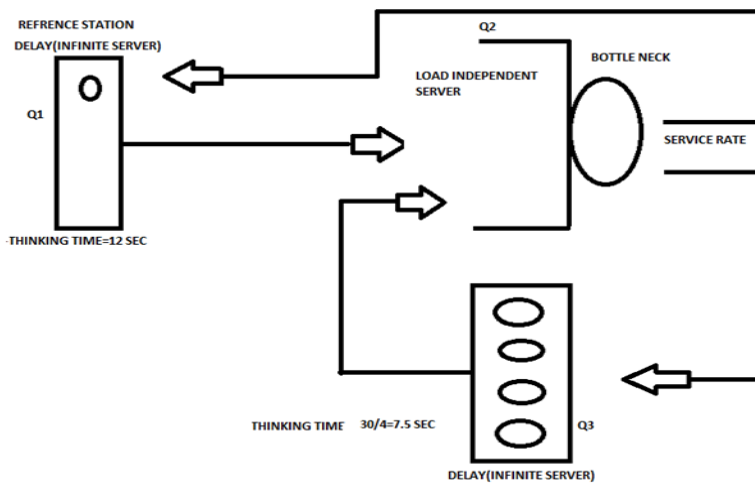 REFRENCE STATION
DELAY(INFINITE SERVER)
Q1
-THINKING TIME=12 SEC
Q2
LOAD INDEPENDENT
SERVER
BOTTLE NECK
SERVICE RATE
THINKING TIME 30/4=7.5 SEC
Q3
DELAY(INFINITE SERVER)